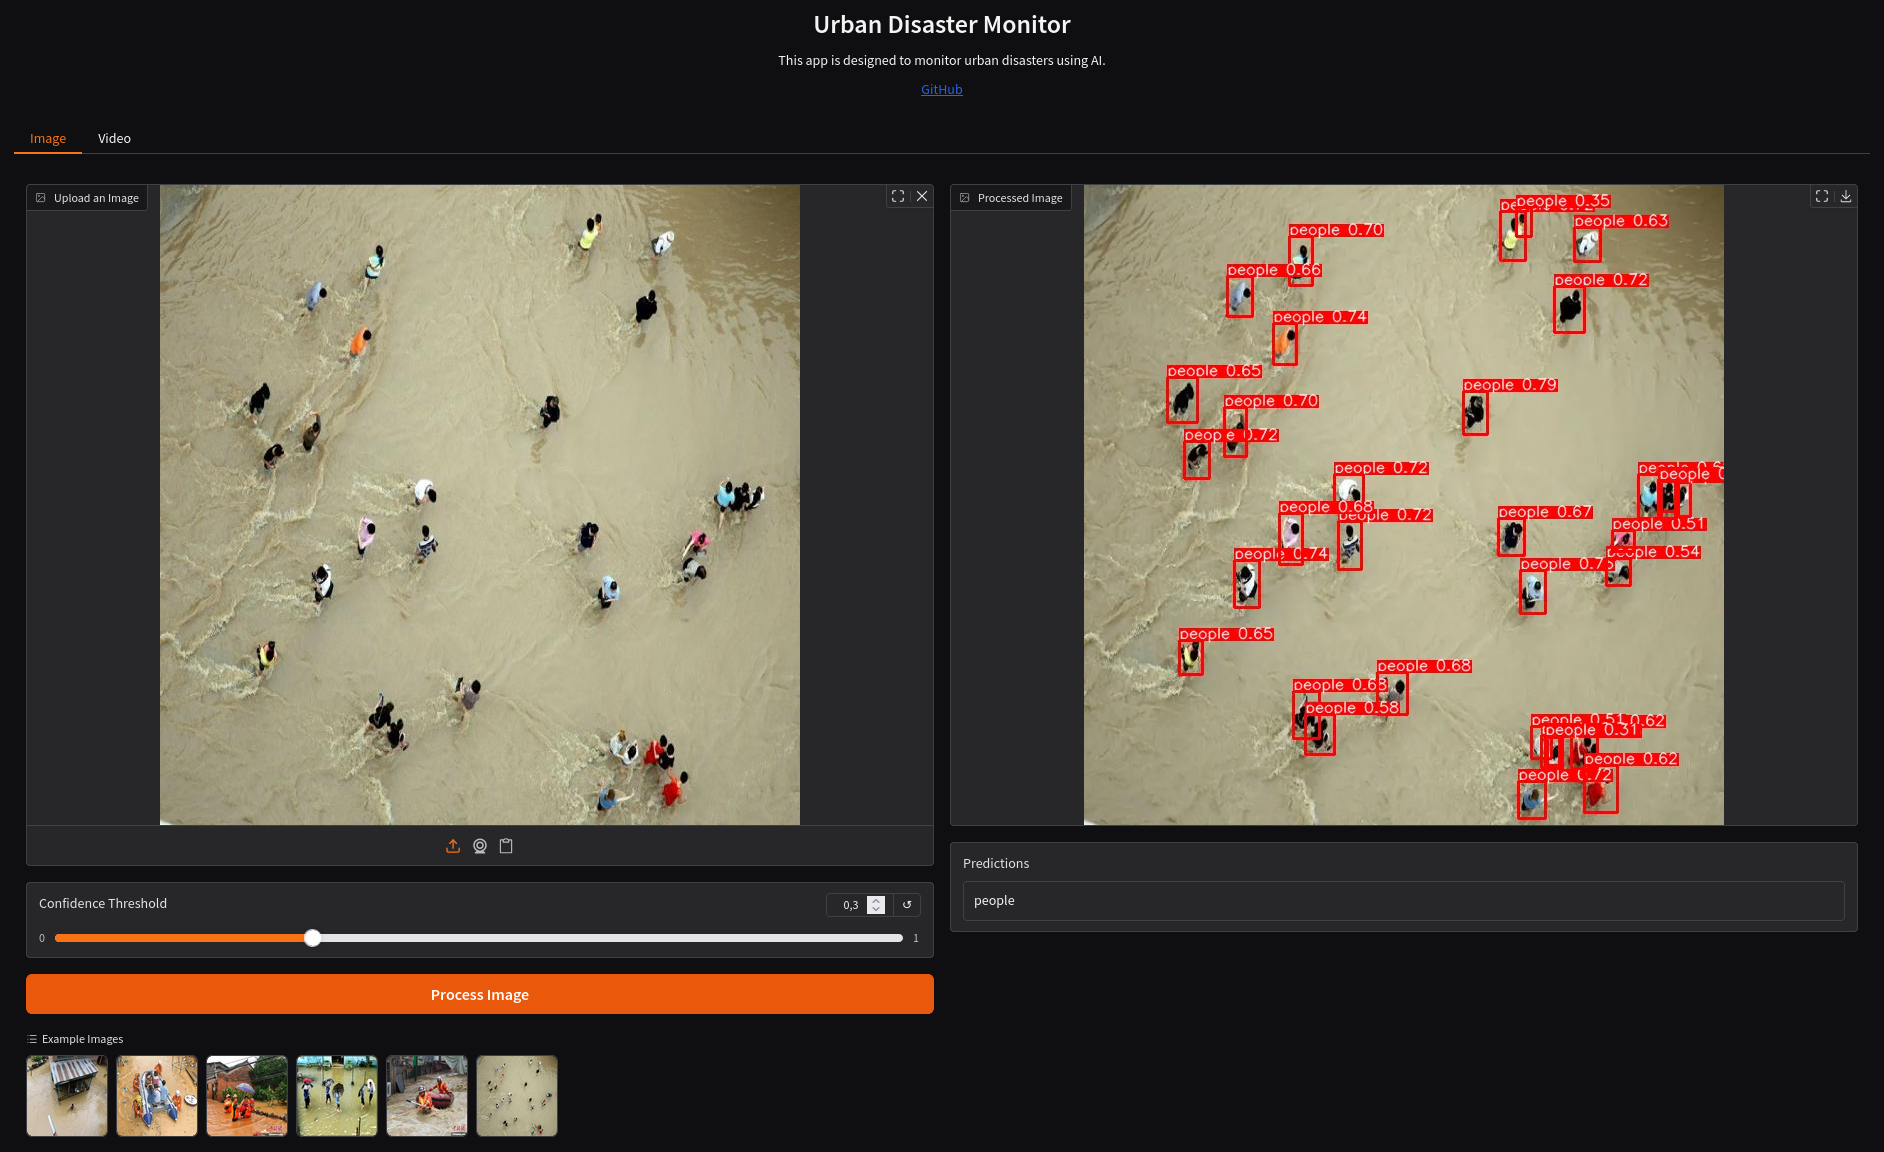 Urban Disaster Monitor
This app is designed to monitor urban disasters using AI.
GitHub
Image
Video
Upload an Image
Processed Image
people 0.35
people 0.63
people 0.70
people 0.66
people 0.72
people 0.74
people 0.65
people 0.79
people 0.70
people 0.72
people 0.72
people 0.68
people 0.72
people 0.67
people 0.51
people 0.54
people 0.74
people
people 0.65
people 0.68
people
people 0.58
people 0.51
0.62
people 0.31
people 0.62
people 0.72
Predictions
people
Confidence Threshold
0,3
0
1
Process Image
Example Images